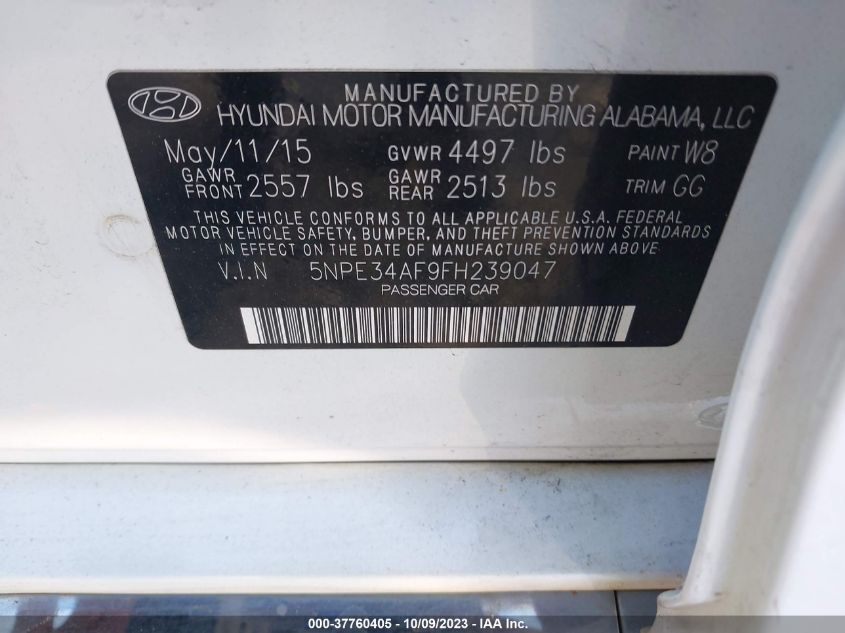 MANUFACTURED BY
HYUNDAI MOTOR MANUFACTURING ALABAMA, LLC
May/11/15 GVWR 4497 lbs PAINT W8
GAWR FRONT 2557 lbs GAWR REAR 2513 lbs TRIM GG
THIS VEHICLE CONFORMS TO ALL APPLICABLE U.S.A. FEDERAL
MOTOR VEHICLE SAFETY, BUMPER, AND THEFT PREVENTION STANDARDS
IN EFFECT ON THE DATE OF MANUFACTURE SHOWN ABOVE
V.I.N 5NPE34AF9FH239047
PASSENGER CAR
000-37760405 - 10/09/2023 - IAA Inc.